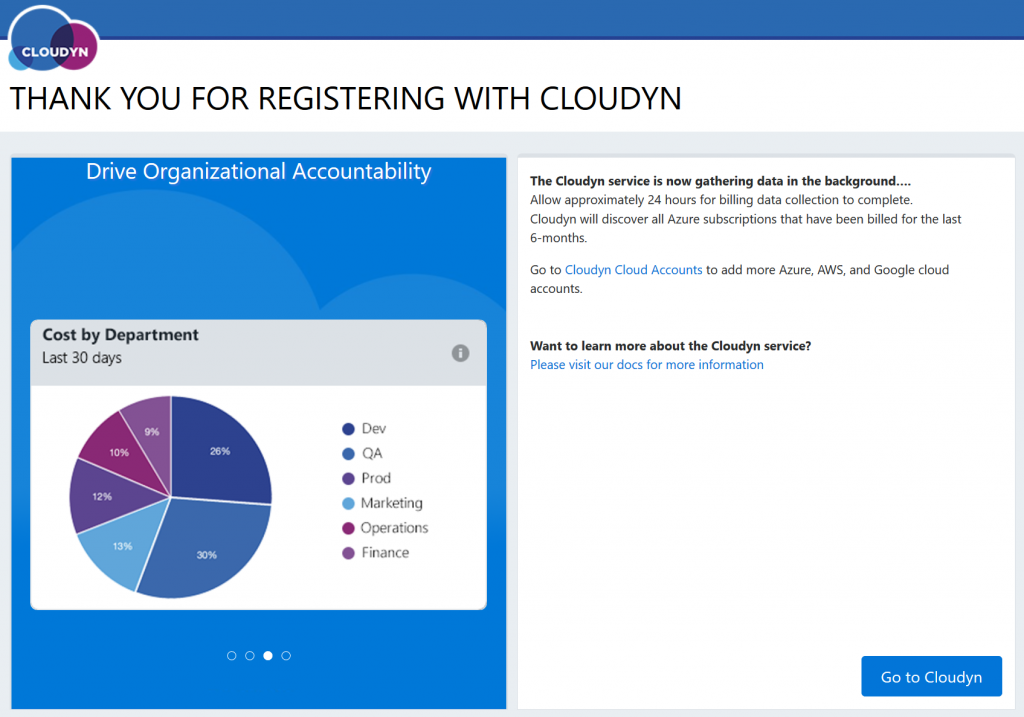 CLOUDYN
THANK YOU FOR REGISTERING WITH CLOUDYN
Drive Organizational Accountability
Cost by Department
Last 30 days
i
9%
26%
10%
12%
13%
30%
Dev
QA
Prod
Marketing
Operations
Finance
The Cloudyn service is now gathering data in the background....
Allow approximately 24 hours for billing data collection to complete.
Cloudyn will discover all Azure subscriptions that have been billed for the last
6-months.
Go to Cloudyn Cloud Accounts to add more Azure, AWS, and Google cloud
accounts.
Want to learn more about the Cloudyn service?
Please visit our docs for more information
Go to Cloudyn